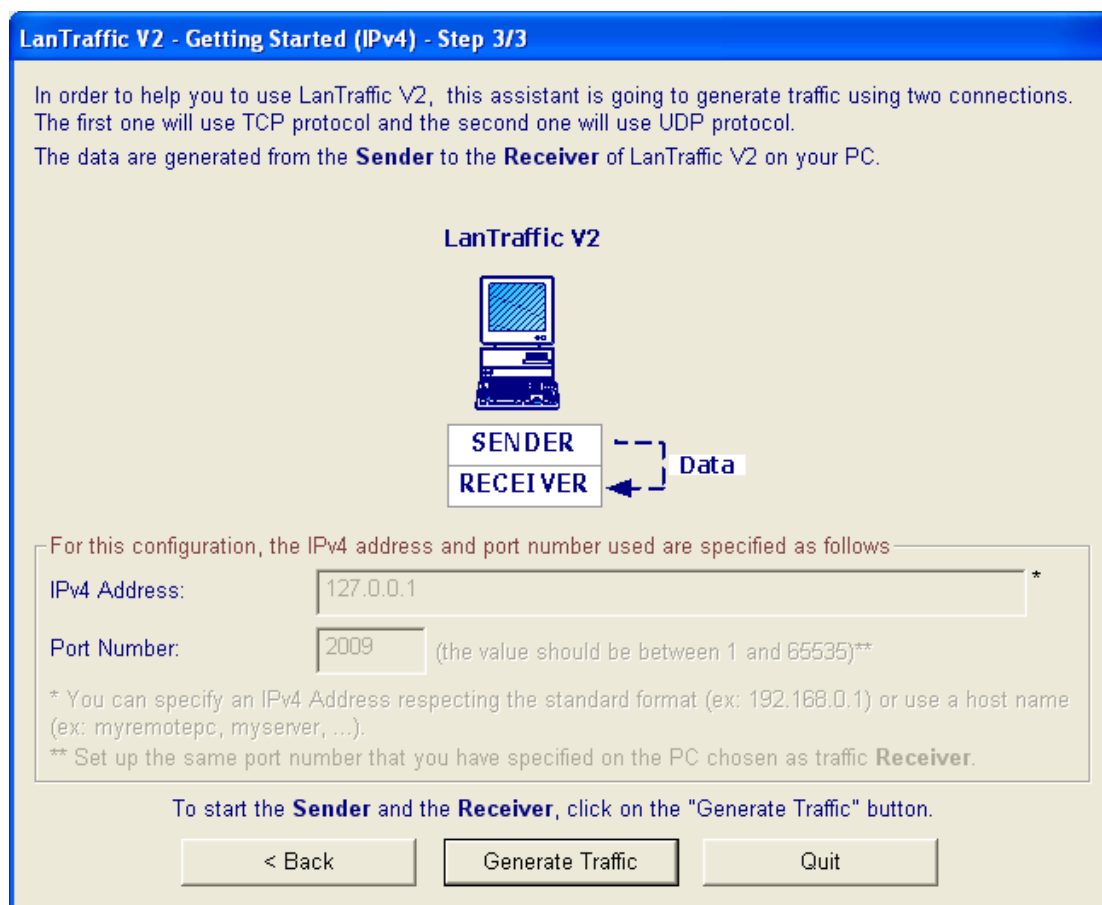 LanTraffic V2 - Getting Started (IPv4) - Step 3/3
In order to help you to use LanTraffic V2, this assistant is going to generate traffic using two connections.
The first one will use TCP protocol and the second one will use UDP protocol.
The data are generated from the Sender to the Receiver of LanTraffic V2 on your PC.
LanTraffic V2
SENDER
RECEIVER
Data
For this configuration, the IPv4 address and port number used are specified as follows
IPv4 Address: 127.0.0.1 *
Port Number: 2009 (the value should be between 1 and 65535)**
* You can specify an IPv4 Address respecting the standard format (ex: 192.168.0.1) or use a host name
(ex: myremotepc, myserver, ...).
** Set up the same port number that you have specified on the PC chosen as traffic Receiver.
To start the Sender and the Receiver, click on the "Generate Traffic" button.
< Back Generate Traffic Quit